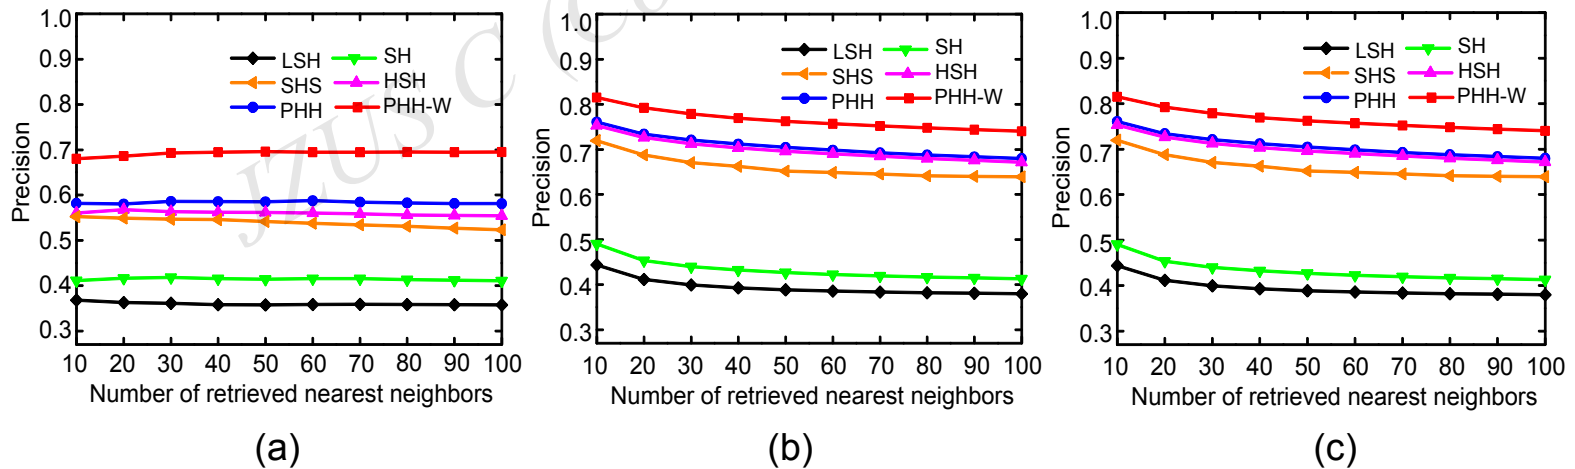 1.0
0.9
0.8
0.7
0.6
0.5
0.4
0.3
Precision
LSH SH
SHS HSH
PHH PHH-W
10 20 30 40 50 60 70 80 90 100
Number of retrieved nearest neighbors
(a)
1.0
0.9
0.8
0.7
0.6
0.5
0.4
0.3
Precision
LSH SH
SHS HSH
PHH PHH-W
10 20 30 40 50 60 70 80 90 100
Number of retrieved nearest neighbors
(b)
1.0
0.9
0.8
0.7
0.6
0.5
0.4
0.3
Precision
LSH SH
SHS HSH
PHH PHH-W
10 20 30 40 50 60 70 80 90 100
Number of retrieved nearest neighbors
(c)
JZUS C